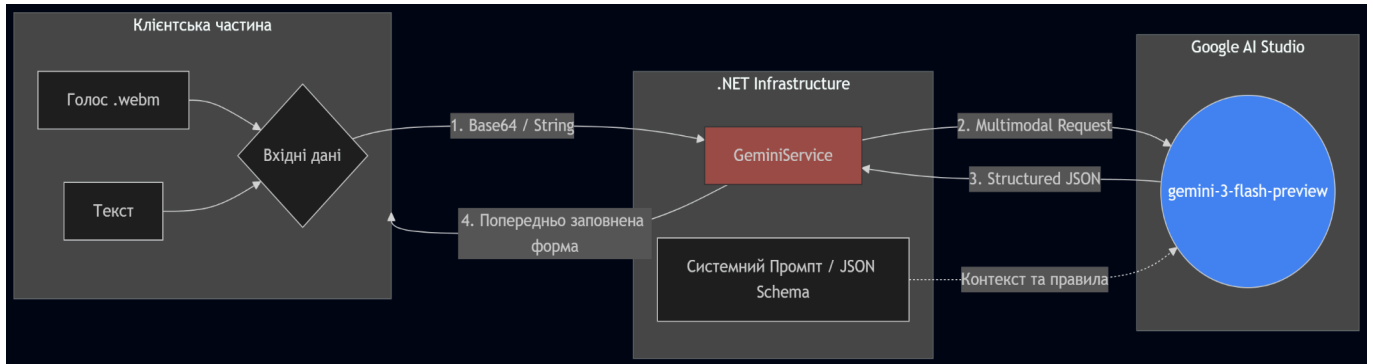 Клієнтська частина
Голос .webm
Текст
Вхідні дані
1. Base64 / String
4. Попередньо заповнена
форма
.NET Infrastructure
GeminiService
Системний Промпт / JSON
Schema
2. Multimodal Request
3. Structured JSON
Контекст та правила
Google AI Studio
gemini-3-flash-preview